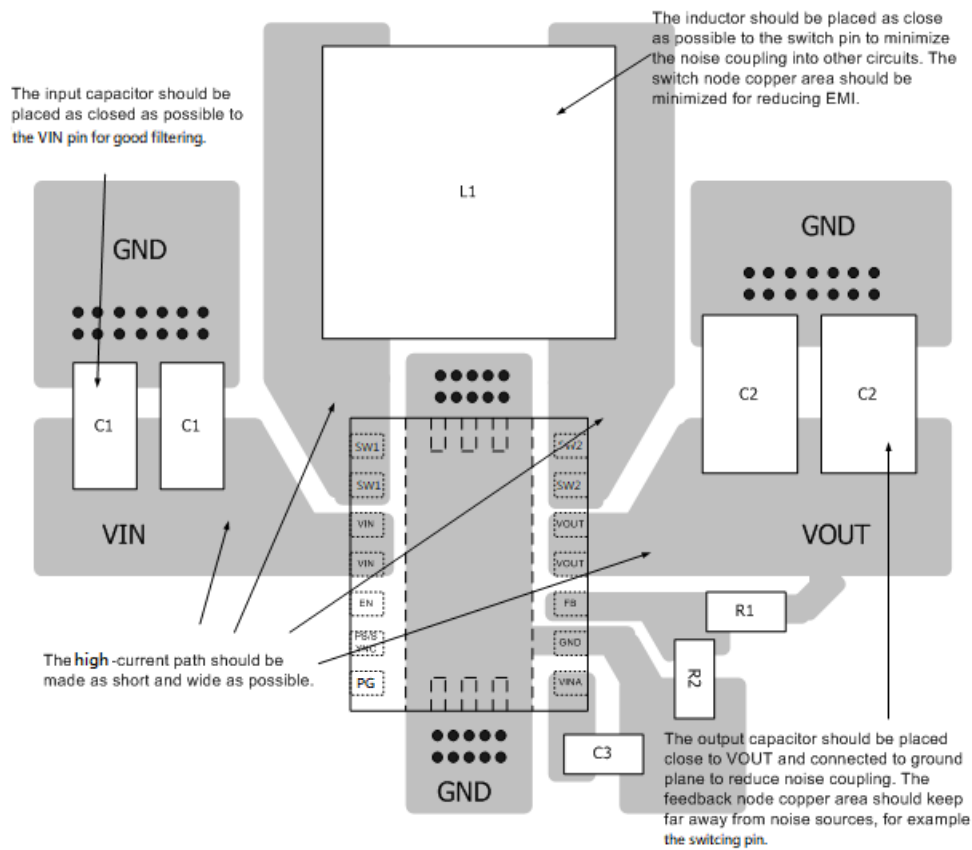 The inductor should be placed as close
as possible to the switch pin to minimize
the noise coupling into other circuits. The
switch node copper area should be
minimized for reducing EMI.
The input capacitor should be
placed as closed as possible to
the VIN pin for good filtering.
L1
GND
GND
C1
C1
C2
C2
SW1
SW2
SW1
SW2
VIN
VOUT
VIN
VOUT
VIN
VOUT
EN
FB
R1
PS/S
YNC
GND
PG
VINA
R2
The high -current path should be
made as short and wide as possible.
C3
GND
The output capacitor should be placed
close to VOUT and connected to ground
plane to reduce noise coupling. The
feedback node copper area should keep
far away from noise sources, for example
the switcing pin.